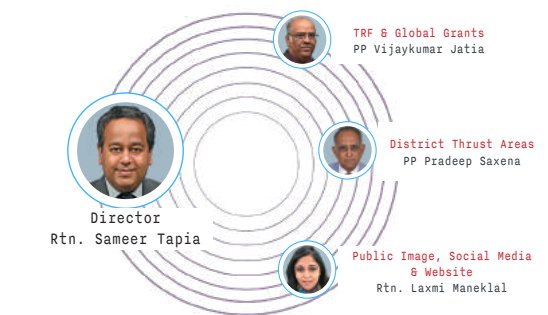 TRF & Global Grants
PP Vijaykumar Jatia
District Thrust Areas
PP Pradeep Saxena
Director
Rtn. Sameer Tapia
Public Image, Social Media
& Website
Rtn. Laxmi Maneklal